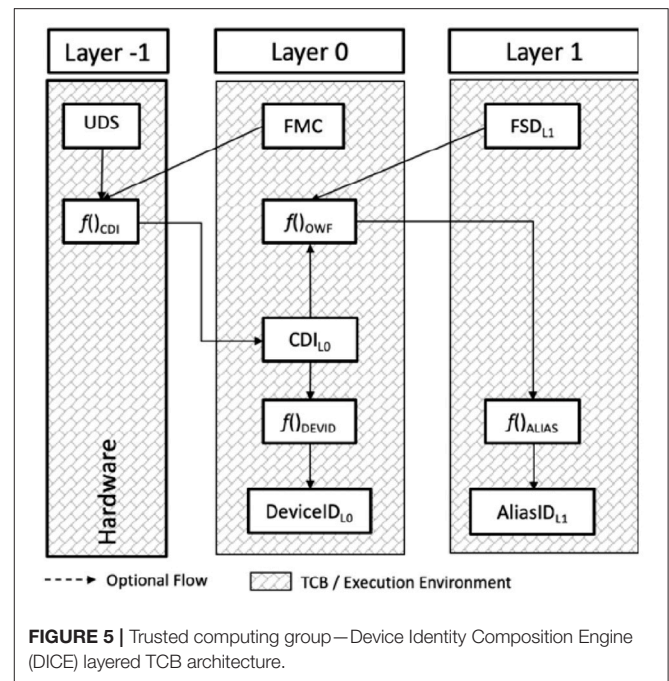 Layer -1
Layer 0
Layer 1
UDS
FMC
FSDL1
f()CDI
f()OWF
CDIL0
f()DEVID
f()ALIAS
Hardware
DeviceIDL0
AliasIDL1
Optional Flow
TCB / Execution Environment
FIGURE 5 | Trusted computing group—Device Identity Composition Engine
(DICE) layered TCB architecture.